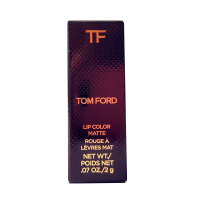 TF
TOM FORD
LIP COLOR
MATTE
ROUGE À
LÈVRES MAT
NET WT./
POIDS NET
.07 OZ./2 g